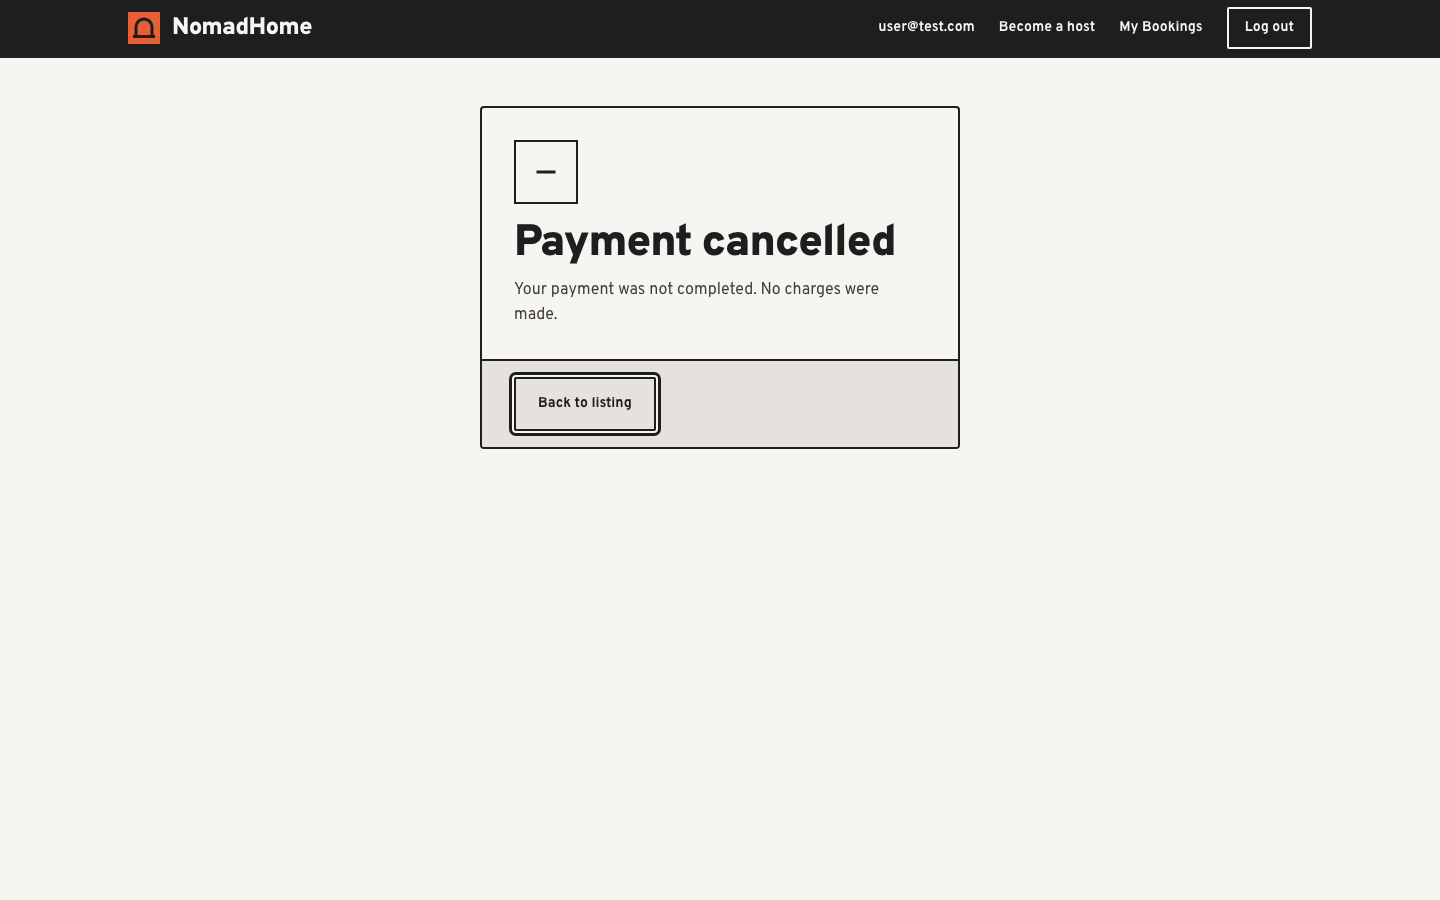 NomadHome
user@test.com
Become a host
My Bookings
Log out
Payment cancelled
Your payment was not completed. No charges were
made.
Back to listing